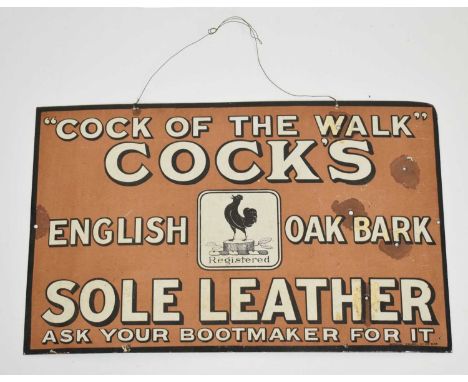 "COCK OF THE WALK"
COCK'S
ENGLISH OAK BARK
Registered
SOLE LEATHER
ASK YOUR BOOTMAKER FOR IT